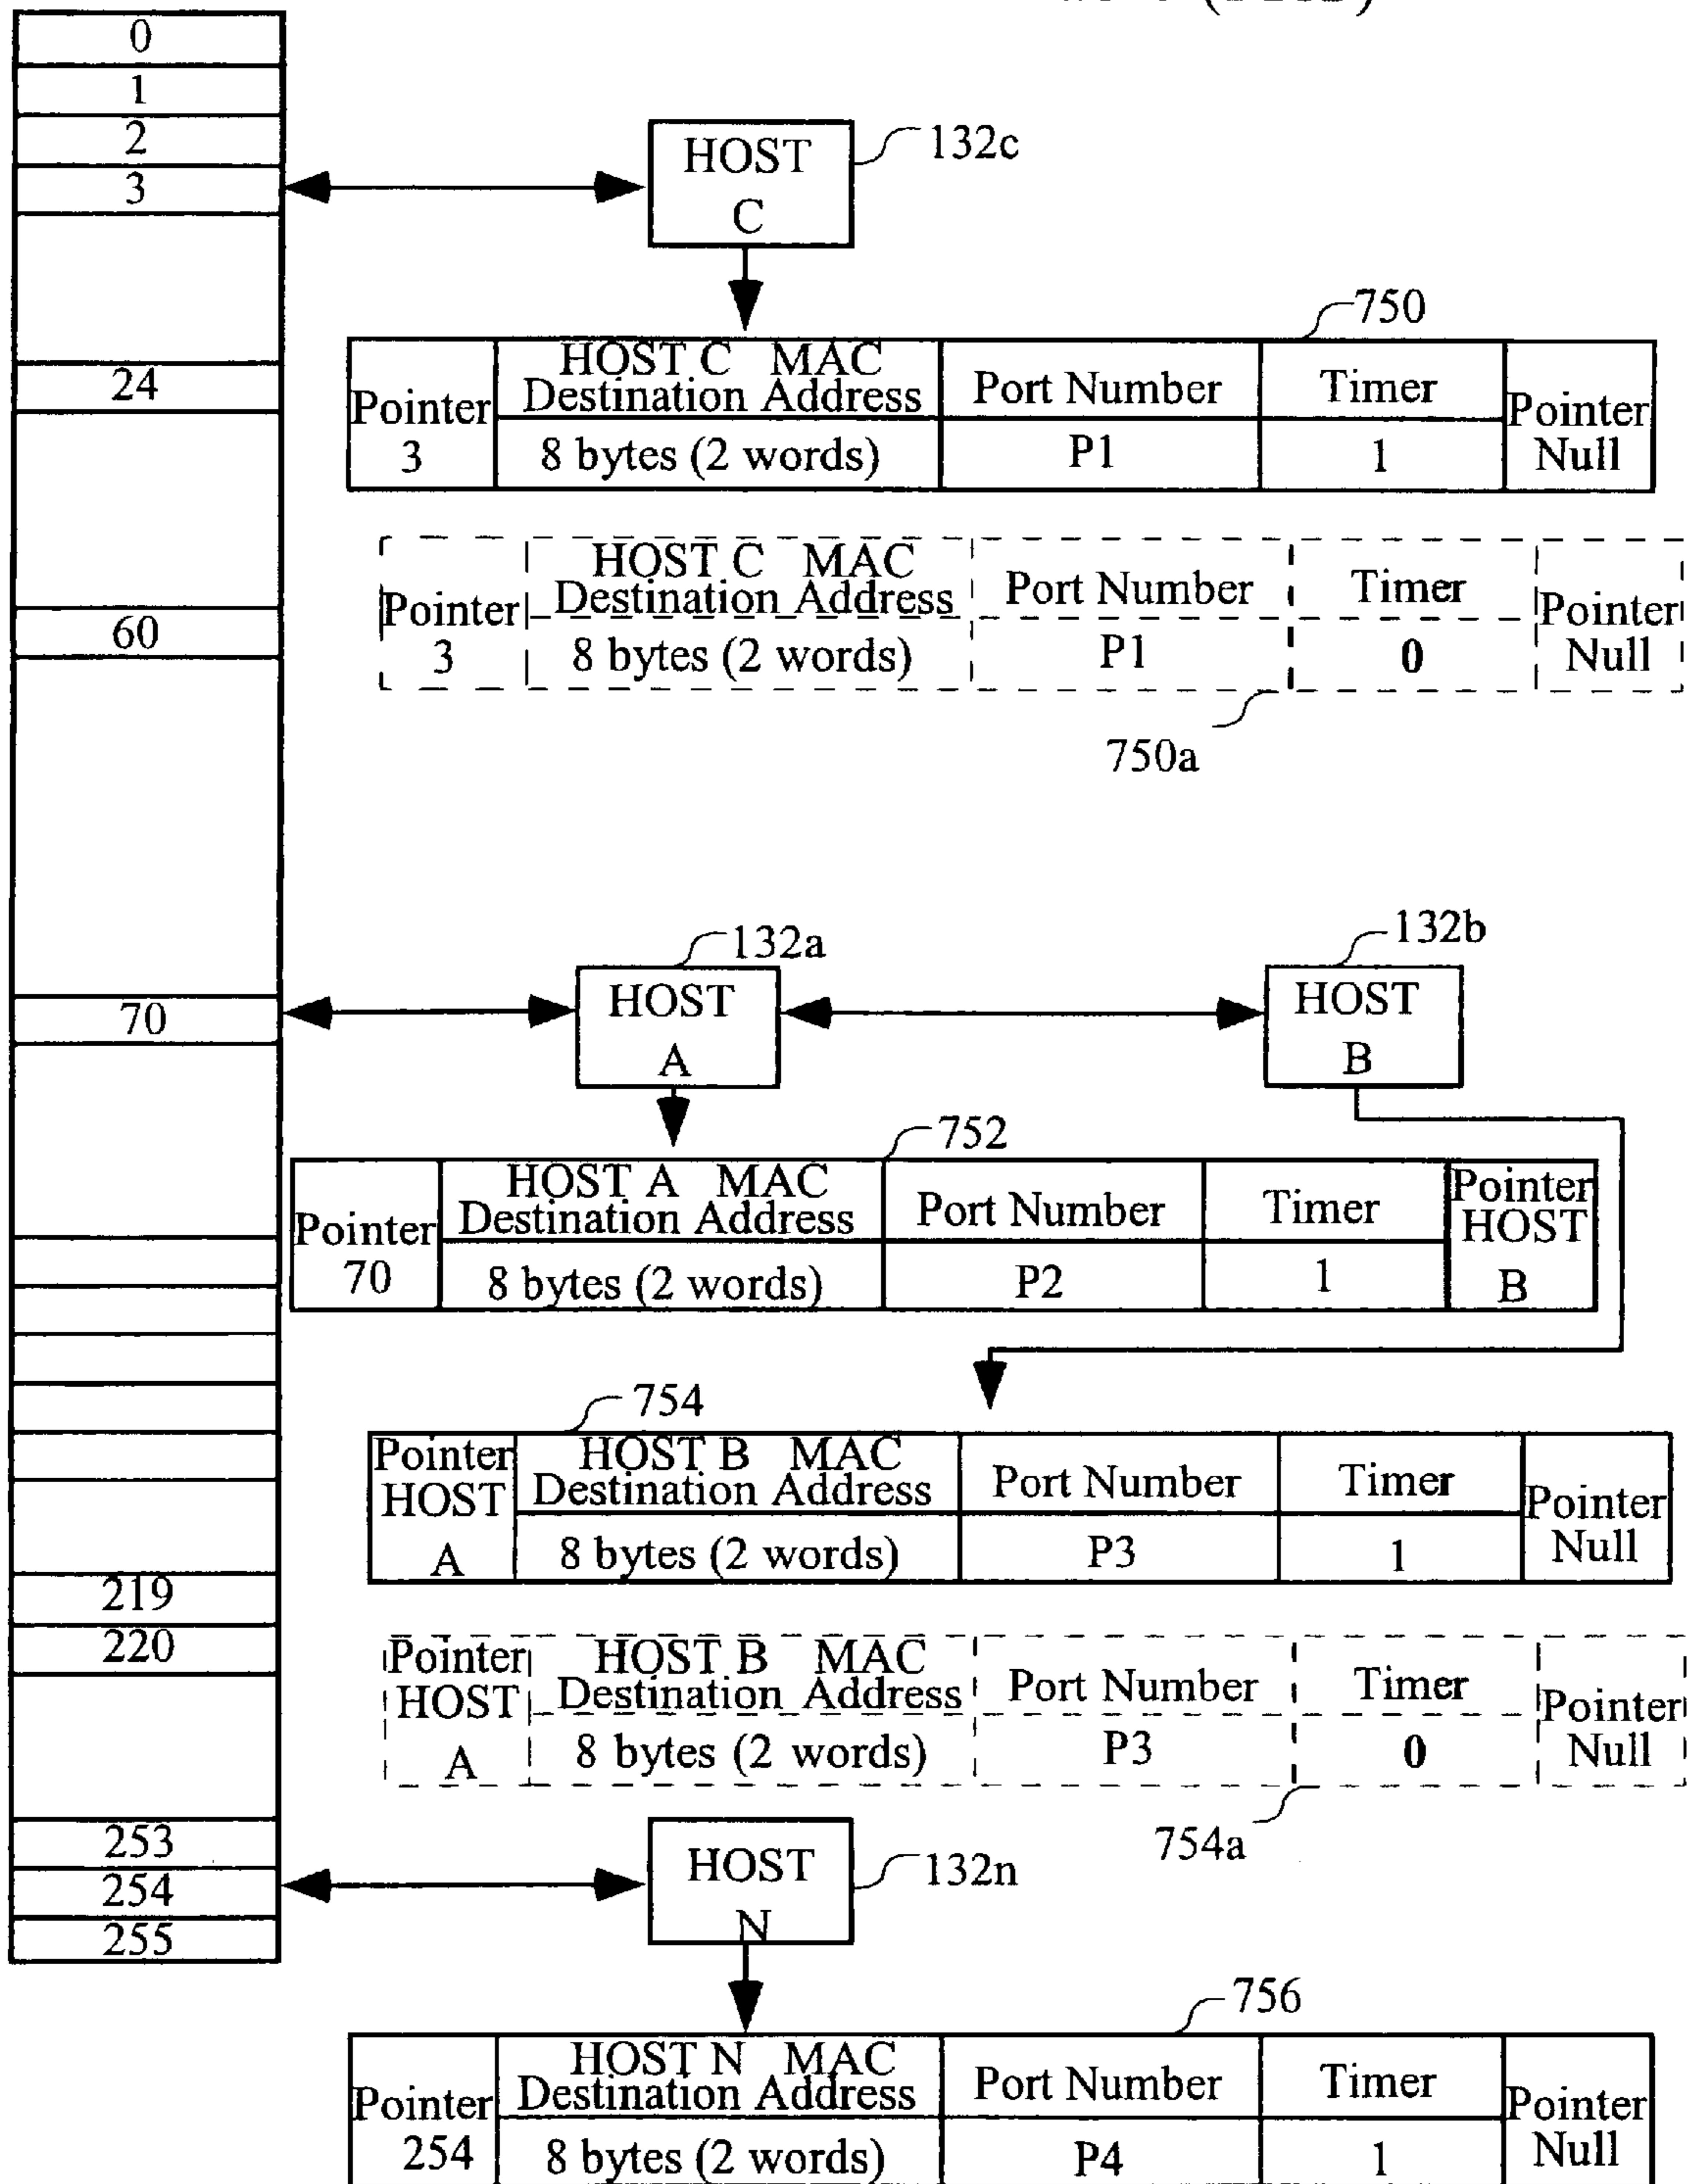 0
1
2
3
24
60
70
219
220
253
254
255
HOST
C
132c
750
Pointer
3
HOST C MAC
Destination Address
8 bytes (2 words)
Port Number
P1
Timer
1
Pointer
Null
Pointer
3
HOST C MAC
Destination Address
8 bytes (2 words)
Port Number
P1
Timer
0
Pointer
Null
750a
132a
HOST
A
132b
HOST
B
752
Pointer
70
HOST A MAC
Destination Address
8 bytes (2 words)
Port Number
P2
Timer
1
Pointer
HOST
B
754
Pointer
HOST
A
HOST B MAC
Destination Address
8 bytes (2 words)
Port Number
P3
Timer
1
Pointer
Null
Pointer
HOST
A
HOST B MAC
Destination Address
8 bytes (2 words)
Port Number
P3
Timer
0
Pointer
Null
754a
HOST
N
132n
756
Pointer
254
HOST N MAC
Destination Address
8 bytes (2 words)
Port Number
P4
Timer
1
Pointer
Null